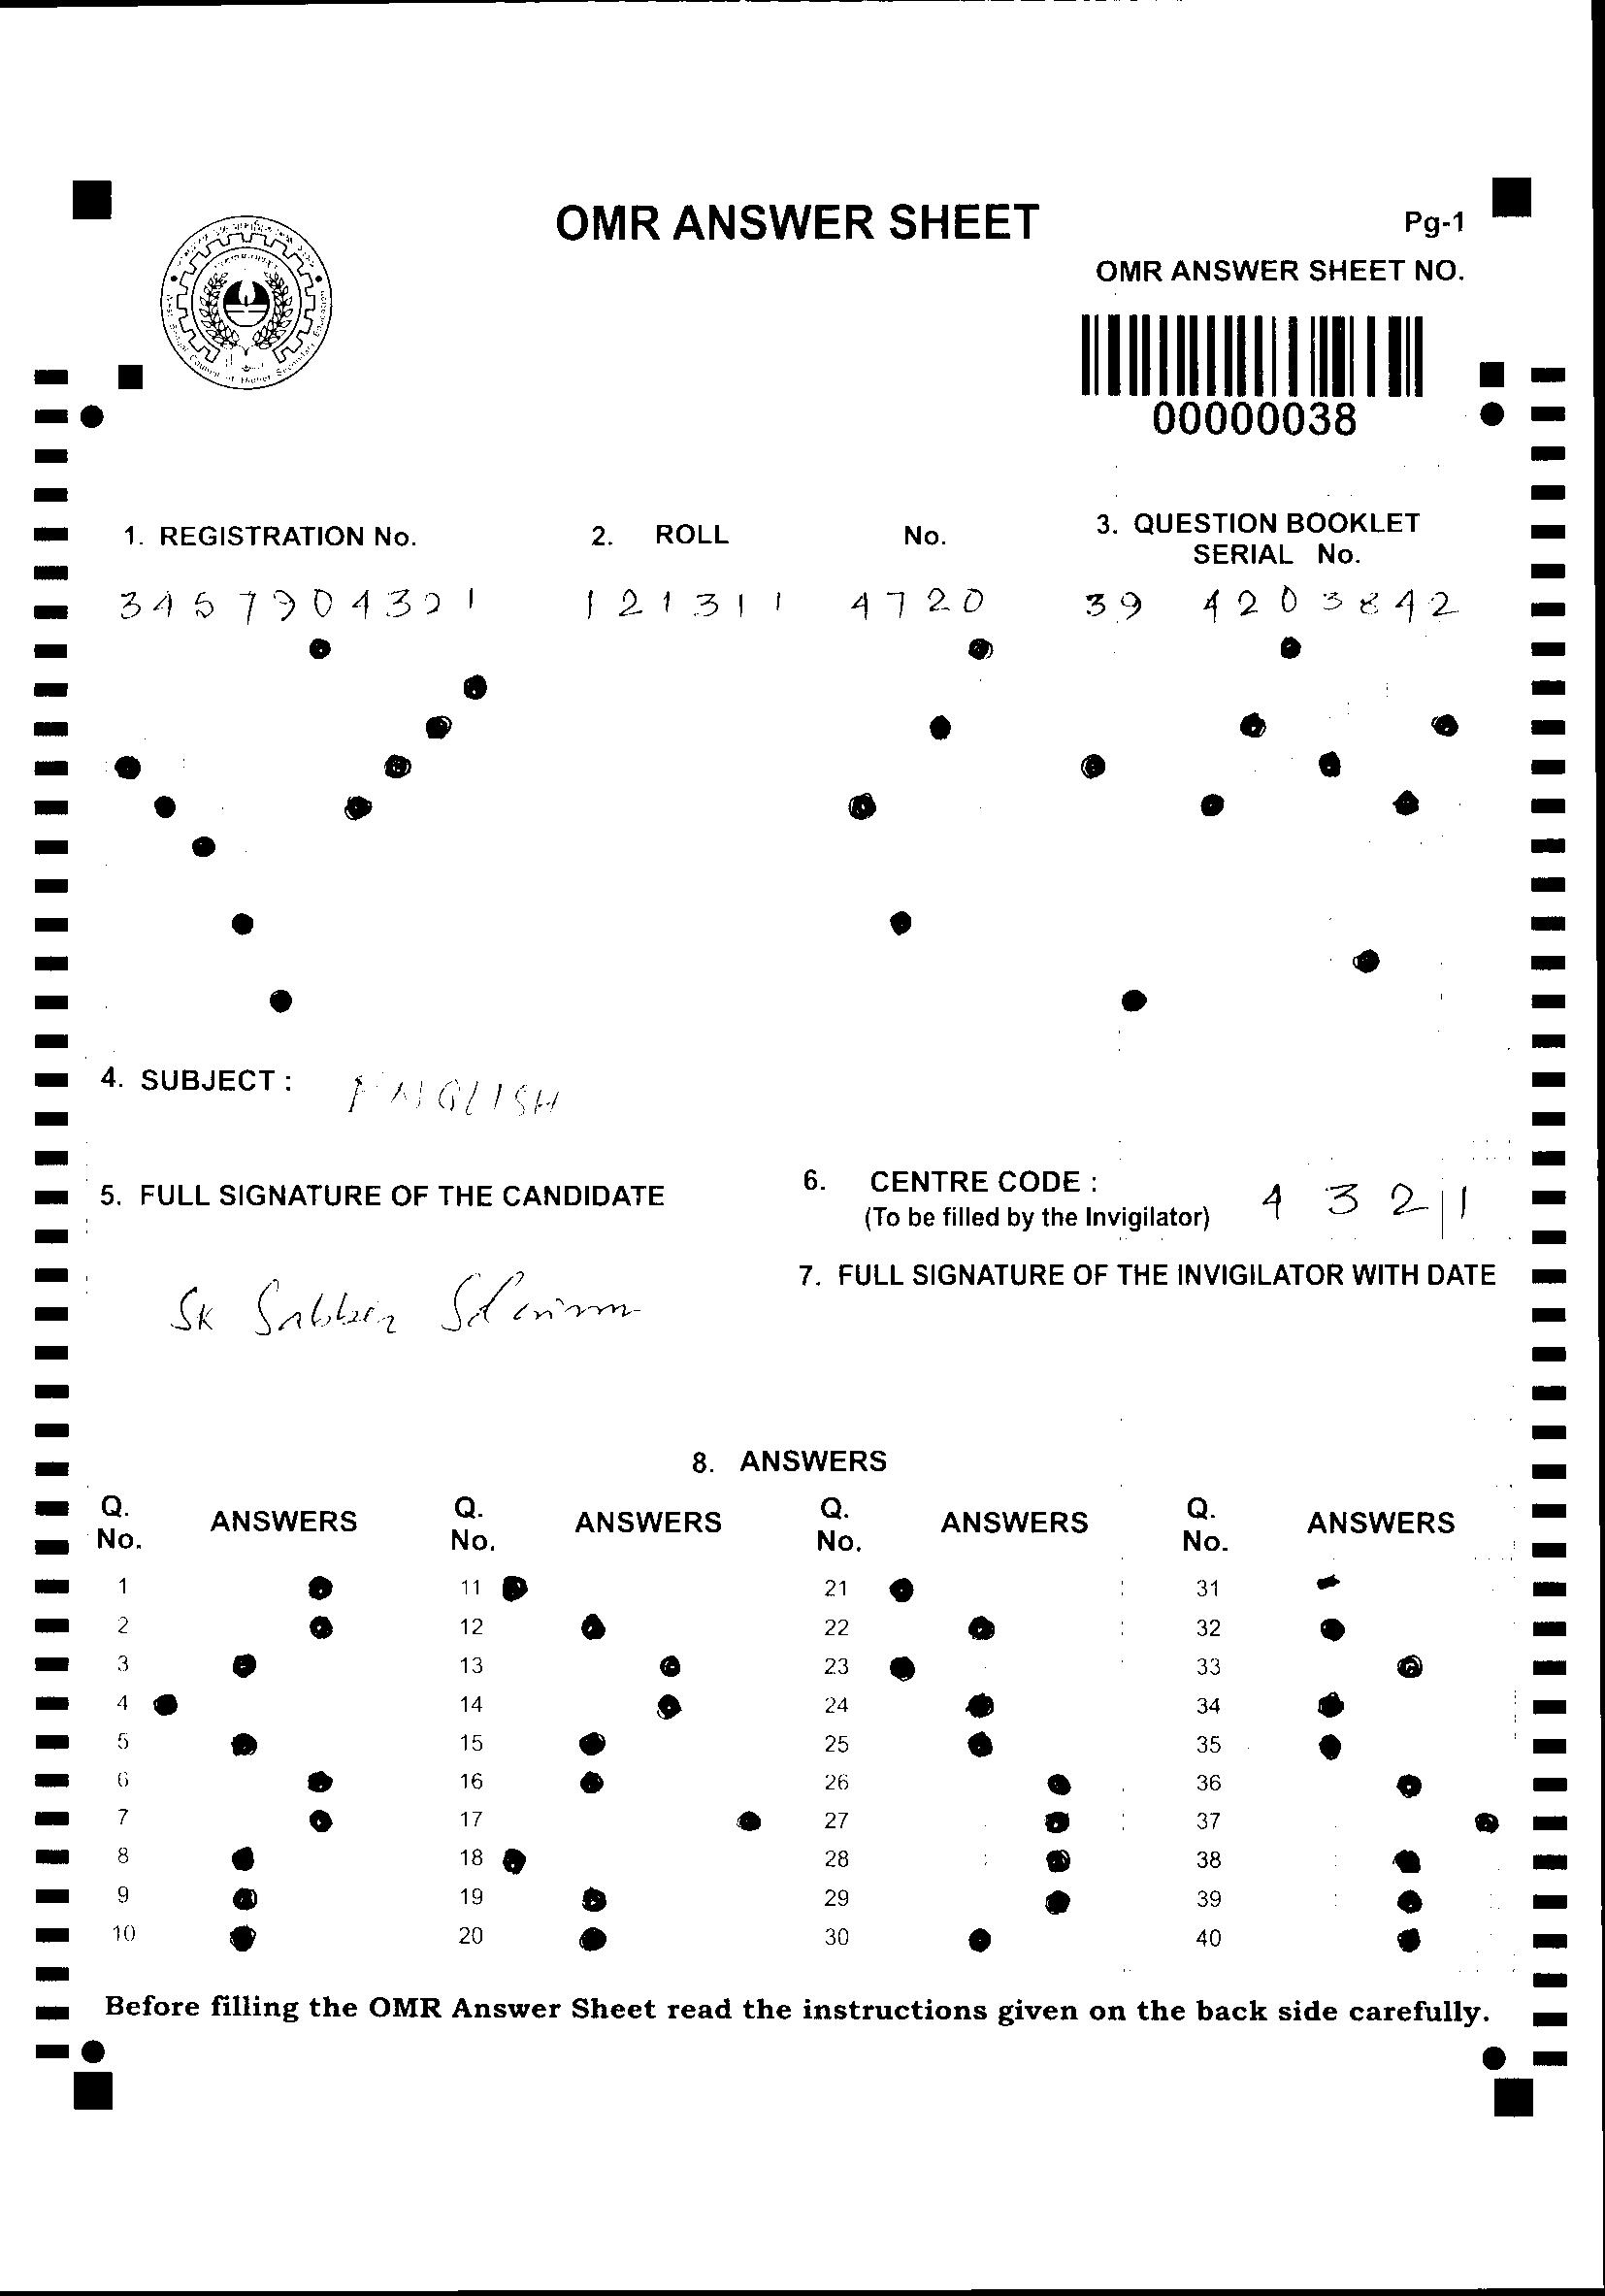 OMR ANSWER SHEET
Pg-1
OMR ANSWER SHEET NO.
00000038
1. REGISTRATION No.
2. ROLL No.
3. QUESTION BOOKLET
SERIAL No.
3457904321 121311 4720 39 4203842
4. SUBJECT : ENGLISH
5. FULL SIGNATURE OF THE CANDIDATE
6. CENTRE CODE : 4321
(To be filled by the Invigilator)
7. FULL SIGNATURE OF THE INVIGILATOR WITH DATE
SK Sabbir
8. ANSWERS
Q. No. ANSWERS Q. No. ANSWERS Q. No. ANSWERS Q. No. ANSWERS
1 11 21 31
2 12 22 32
3 13 23 33
4 14 24 34
5 15 25 35
6 16 26 36
7 17 27 37
8 18 28 38
9 19 29 39
10 20 30 40
Before filling the OMR Answer Sheet read the instructions given on the back side carefully.